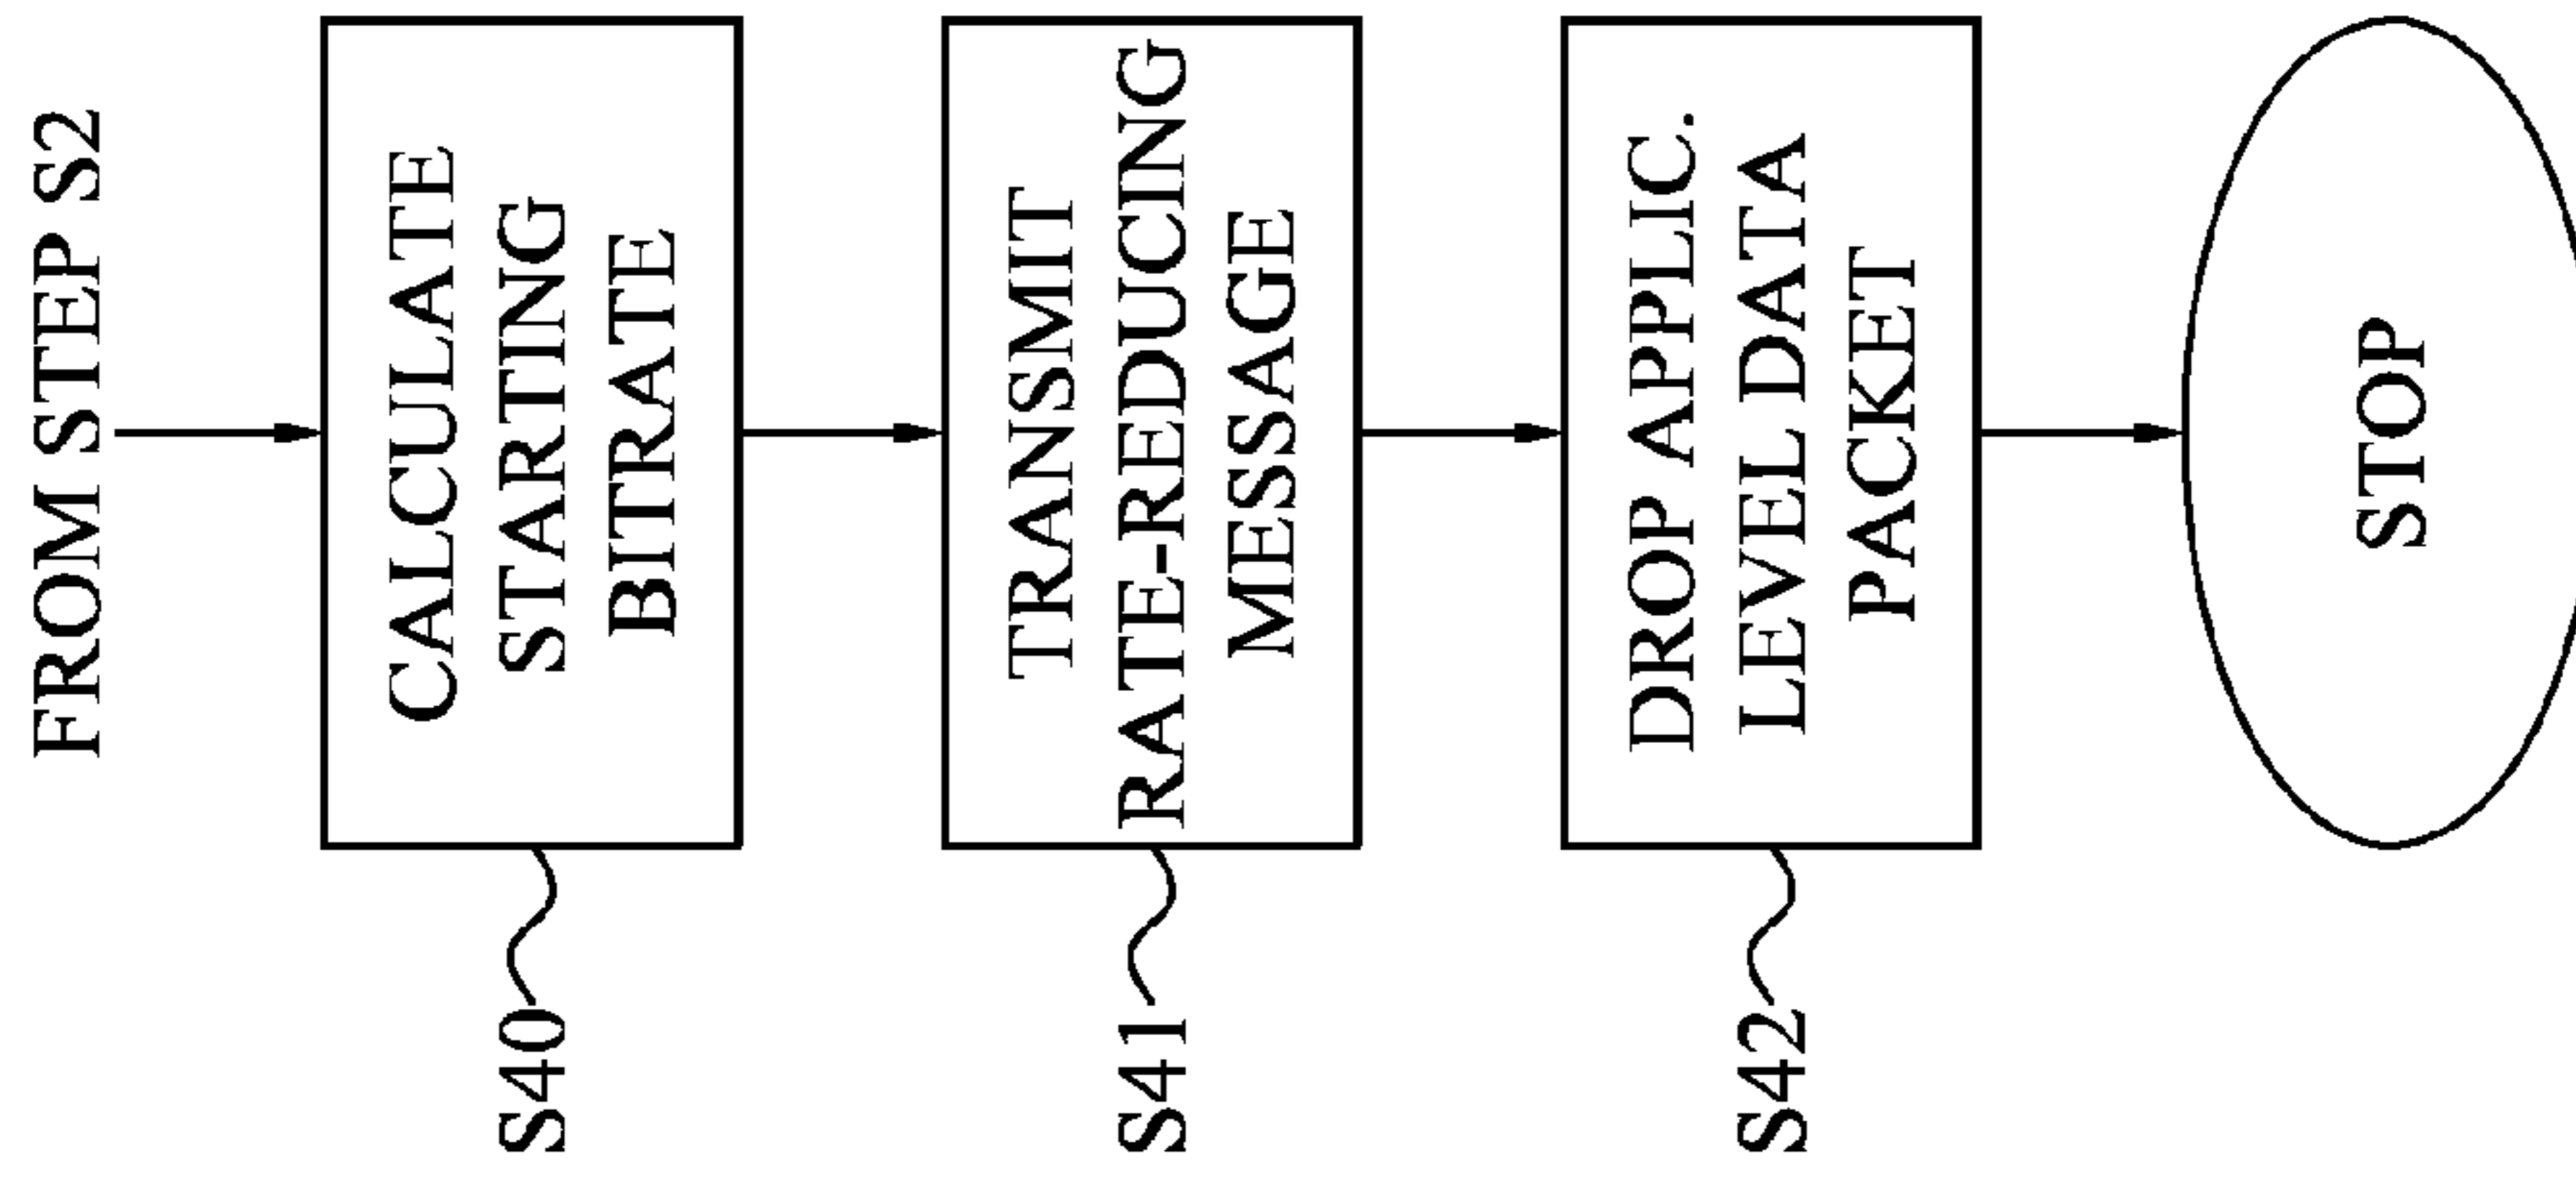 FROM STEP S2
CALCULATE
STARTING
BITRATE
S40
TRANSMIT
RATE-REDUCING
MESSAGE
S41
DROP APPLIC.
LEVEL DATA
PACKET
S42
STOP